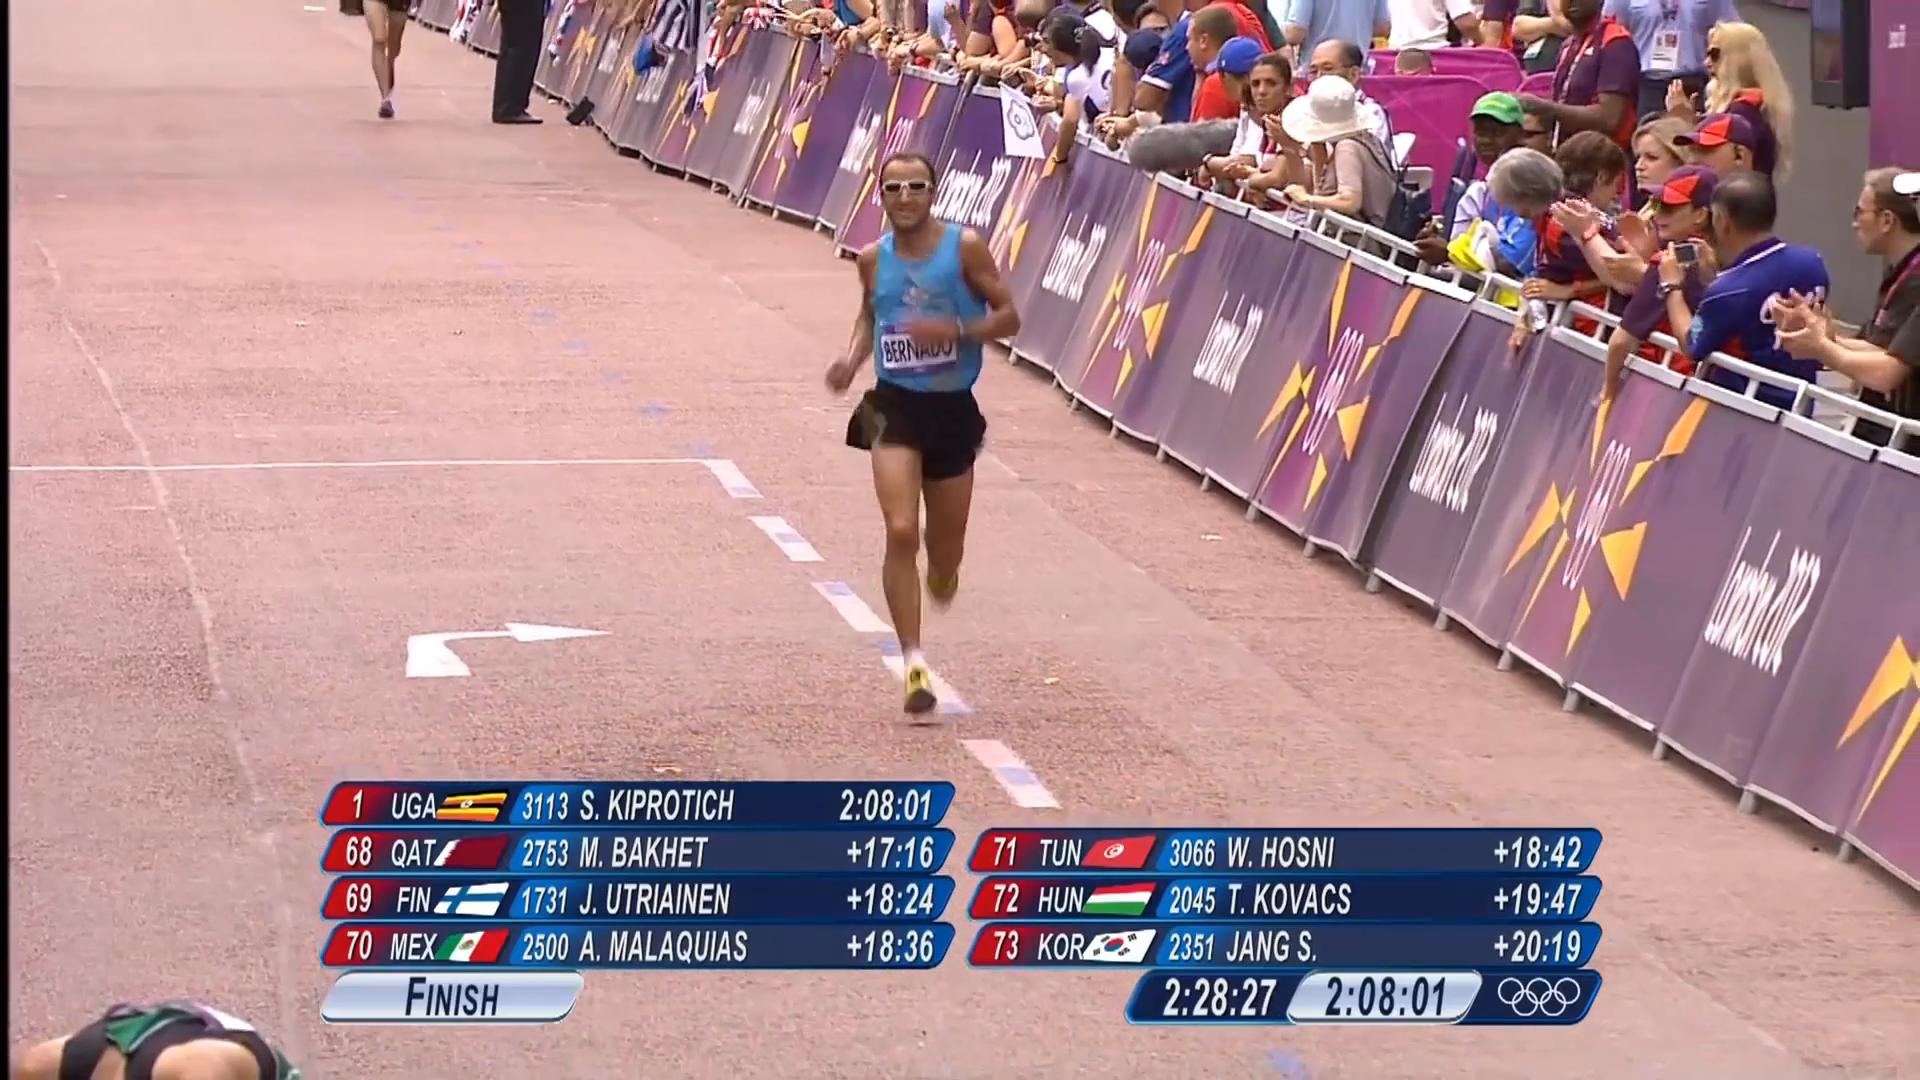 BERNADO
london 2012
london 2012
london 2012
london 2012
london 2012
1 UGA 3113 S. KIPROTICH 2:08:01
68 QAT 2753 M. BAKHET +17:16
69 FIN 1731 J. UTRIAINEN +18:24
70 MEX 2500 A. MALAQUIAS +18:36
71 TUN 3066 W. HOSNI +18:42
72 HUN 2045 T. KOVACS +19:47
73 KOR 2351 JANG S. +20:19
FINISH
2:28:27 2:08:01